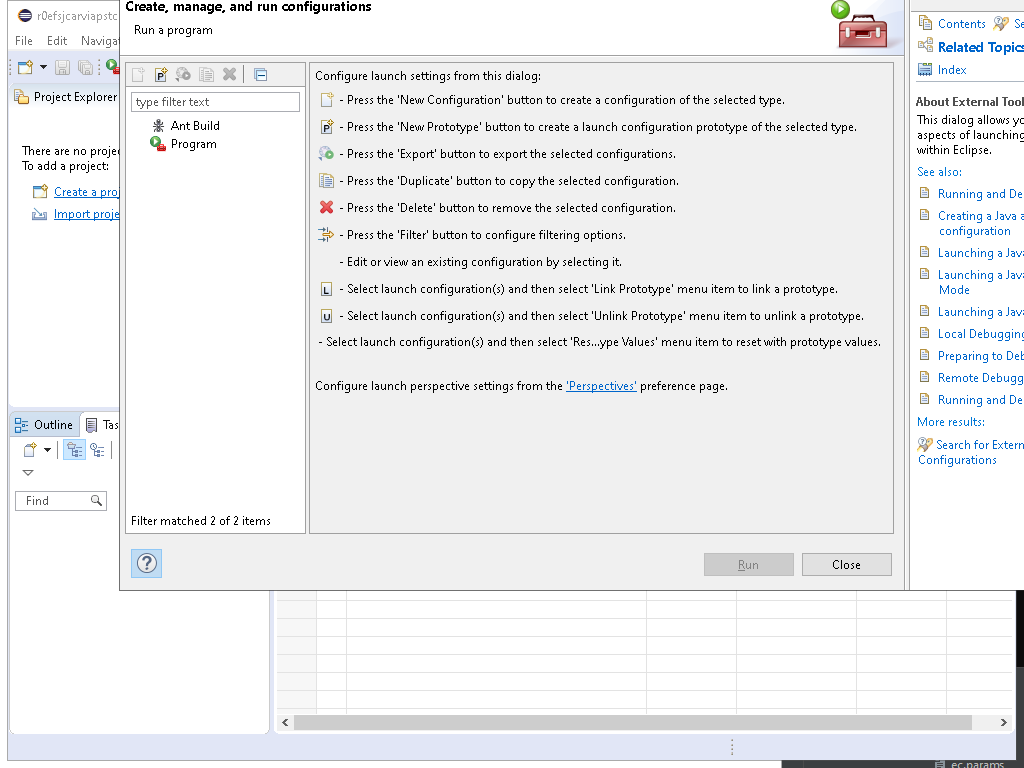 r0efsjcarviapstc
File Edit Naviga
Project Explorer
There are no projec
To add a project:
Create a proj
Import proje
Outline
Tas
Find
Create, manage, and run configurations
Run a program
type filter text
Ant Build
Program
Filter matched 2 of 2 items
Configure launch settings from this dialog:
- Press the 'New Configuration' button to create a configuration of the selected type.
- Press the 'New Prototype' button to create a launch configuration prototype of the selected type.
- Press the 'Export' button to export the selected configurations.
- Press the 'Duplicate' button to copy the selected configuration.
- Press the 'Delete' button to remove the selected configuration.
- Press the 'Filter' button to configure filtering options.
- Edit or view an existing configuration by selecting it.
- Select launch configuration(s) and then select 'Link Prototype' menu item to link a prototype.
- Select launch configuration(s) and then select 'Unlink Prototype' menu item to unlink a prototype.
- Select launch configuration(s) and then select 'Res...ype Values' menu item to reset with prototype values.
Configure launch perspective settings from the 'Perspectives' preference page.
Run
Close
Contents Se
Related Topics
Index
About External Tool
This dialog allows yo
aspects of launching
within Eclipse.
See also:
Running and De
Creating a Java a
configuration
Launching a Java
Launching a Java
Mode
Launching a Java
Local Debugging
Preparing to Deb
Remote Debugg
Running and De
More results:
Search for Extern
Configurations
ec.params